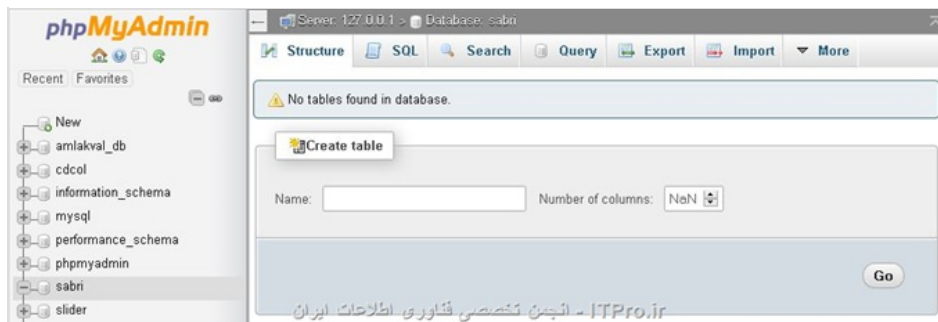 phpMyAdmin
Recent Favorites
New
amlakval_db
cdcol
information_schema
mysql
performance_schema
phpmyadmin
sabri
slider
Server: 127.0.0.1 » Database: sabri
Structure SQL Search Query Export Import More
No tables found in database.
Create table
Name: Number of columns: NaN
Go
ITPro.ir - انجمن تخصصی فناوری اطلاعات ایران